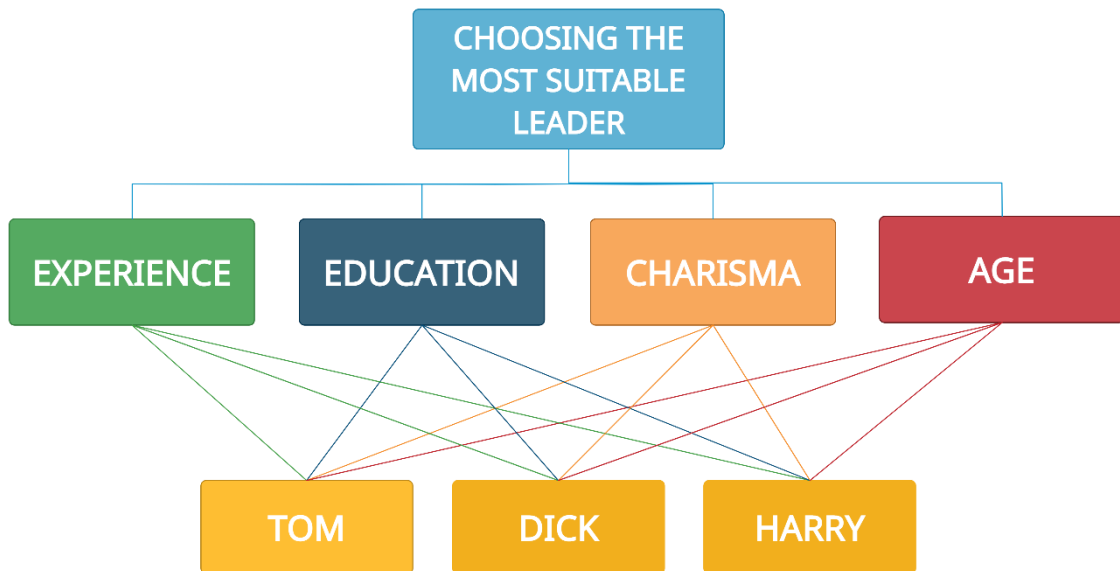 CHOOSING THE
MOST SUITABLE
LEADER
EXPERIENCE
EDUCATION
CHARISMA
AGE
TOM
DICK
HARRY